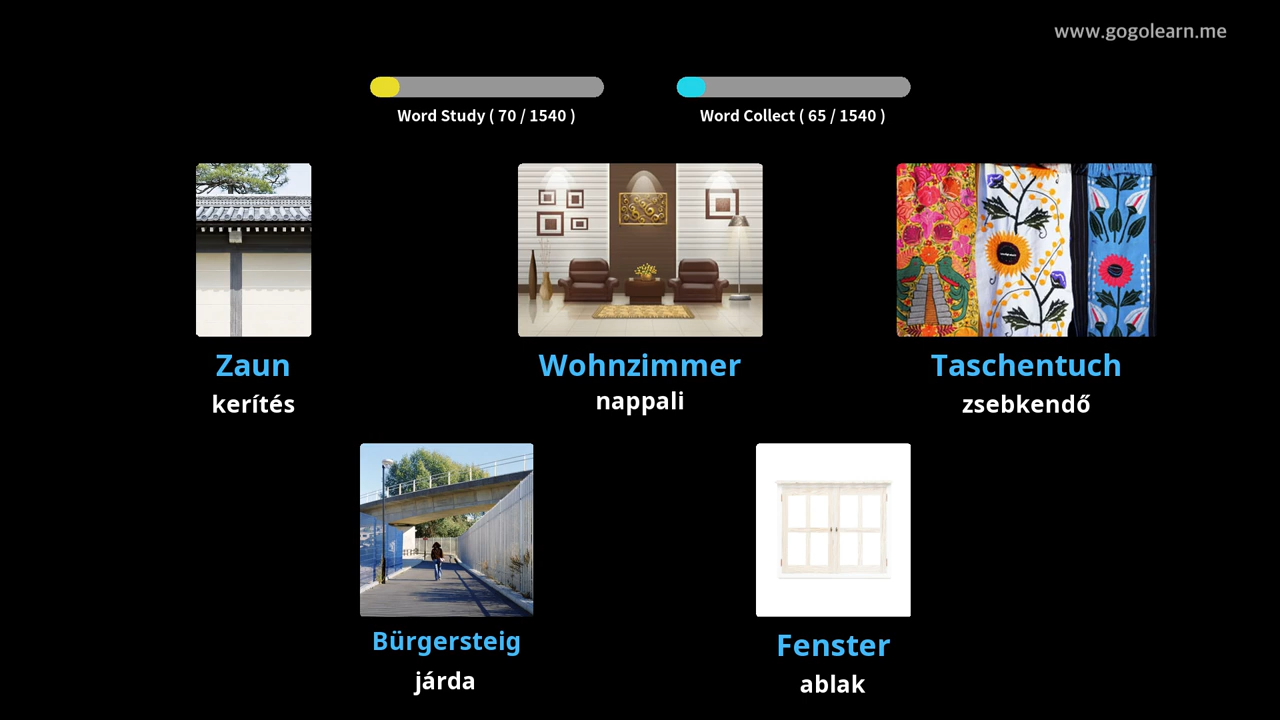 www.gogolearn.me
Word Study ( 70 / 1540 )
Word Collect ( 65 / 1540 )
Zaun
kerítés
Wohnzimmer
nappali
Taschentuch
zsebkendő
Bürgersteig
járda
Fenster
ablak